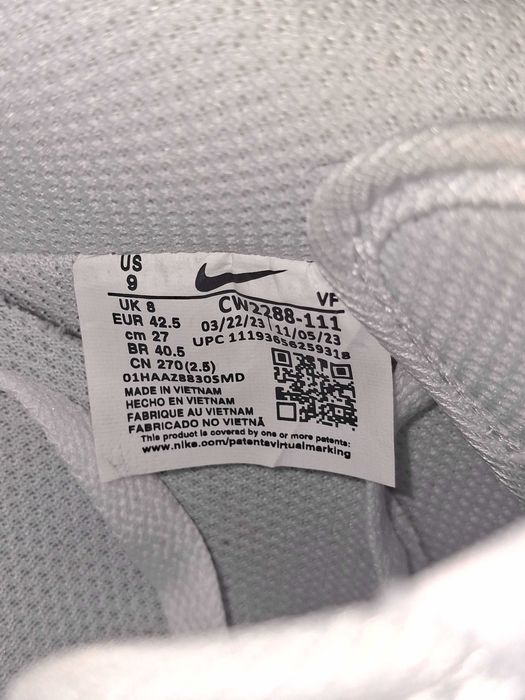 US
9
VF
UK 8
CW2288-111
EUR 42.5
03/22/23 11/05/23
cm 27
UPC 11193656259318
BR 40.5
CN 270 (2.5)
01HAAZ8830SMD
MADE IN VIETNAM
HECHO EN VIETNAM
FABRIQUE AU VIETNAM
FABRICADO NO VIETNÃ
This product is covered by one or more patents:
www.nike.com/patentsvirtualmarking